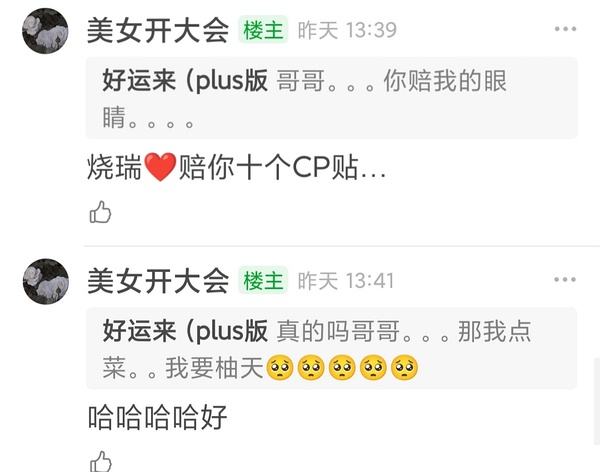 美女开大会 楼主 昨天 13:39
好运来（plus版 哥哥。。。你赔我的眼
睛。。。。
烧瑞❤️赔你十个CP贴...
美女开大会 楼主 昨天 13:41
好运来（plus版 真的吗哥哥。。。那我点
菜。。我要柚天🥺🥺🥺🥺🥺
哈哈哈哈好